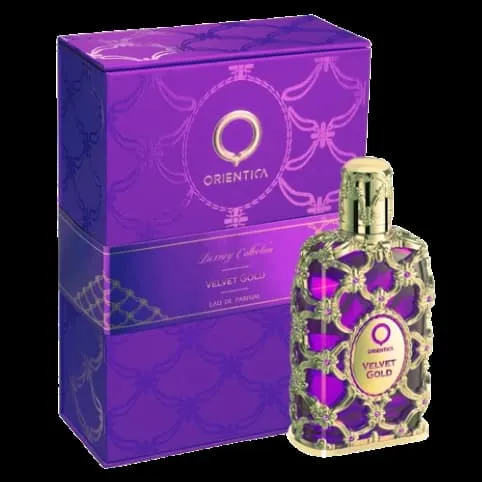 ORIENTICA
Luxury Collection
VELVET GOLD
EAU DE PARFUM
ORIENTICA
VELVET
GOLD